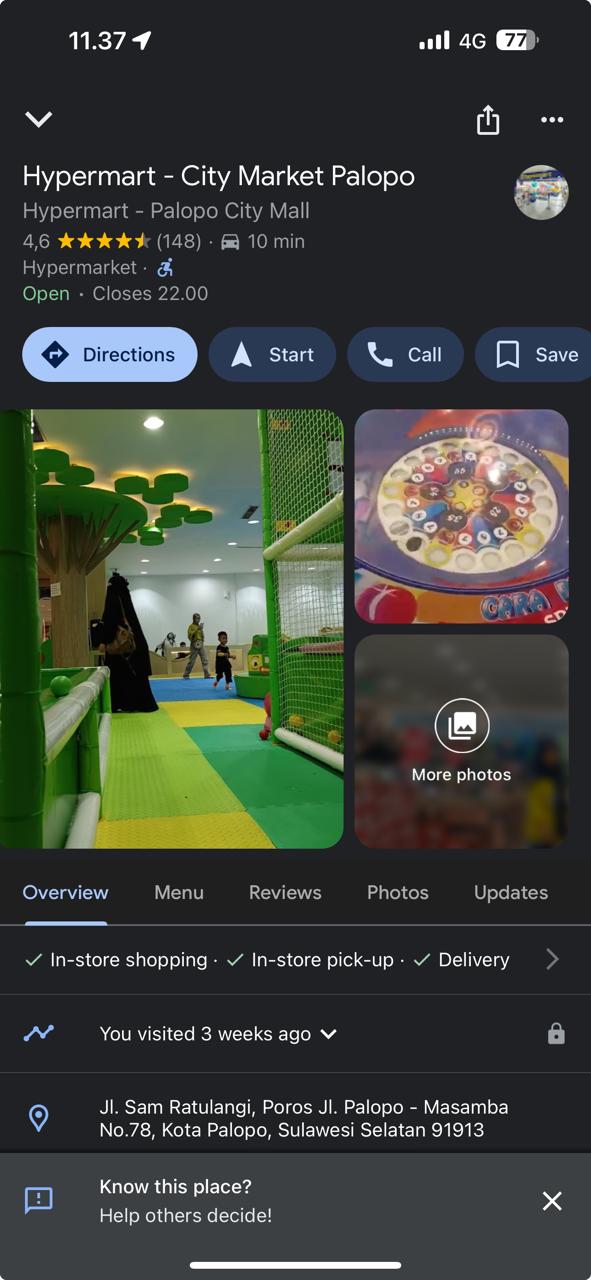 11.37
4G
77
Hypermart - City Market Palopo
Hypermart - Palopo City Mall
4,6 (148) · 10 min
Hypermarket ·
Open · Closes 22.00
Directions
Start
Call
Save
CARA
More photos
Overview
Menu
Reviews
Photos
Updates
In-store shopping · In-store pick-up · Delivery
You visited 3 weeks ago
Jl. Sam Ratulangi, Poros Jl. Palopo - Masamba
No.78, Kota Palopo, Sulawesi Selatan 91913
Know this place?
Help others decide!